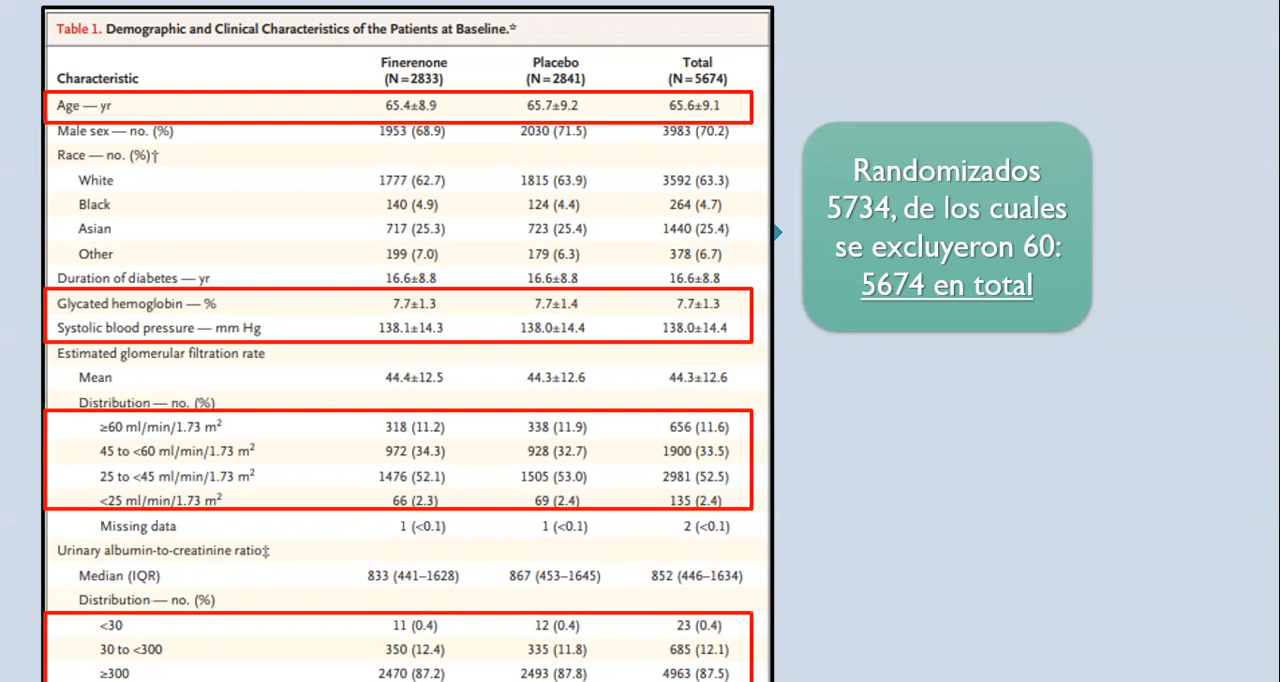 Table 1. Demographic and Clinical Characteristics of the Patients at Baseline.*
Characteristic Finerenone (N=2833) Placebo (N=2841) Total (N=5674)
Age — yr 65.4±8.9 65.7±9.2 65.6±9.1
Male sex — no. (%) 1953 (68.9) 2030 (71.5) 3983 (70.2)
Race — no. (%)†
White 1777 (62.7) 1815 (63.9) 3592 (63.3)
Black 140 (4.9) 124 (4.4) 264 (4.7)
Asian 717 (25.3) 723 (25.4) 1440 (25.4)
Other 199 (7.0) 179 (6.3) 378 (6.7)
Duration of diabetes — yr 16.6±8.8 16.6±8.8 16.6±8.8
Glycated hemoglobin — % 7.7±1.3 7.7±1.4 7.7±1.3
Systolic blood pressure — mm Hg 138.1±14.3 138.0±14.4 138.0±14.4
Estimated glomerular filtration rate
Mean 44.4±12.5 44.3±12.6 44.3±12.6
Distribution — no. (%)
≥60 ml/min/1.73 m² 318 (11.2) 338 (11.9) 656 (11.6)
45 to <60 ml/min/1.73 m² 972 (34.3) 928 (32.7) 1900 (33.5)
25 to <45 ml/min/1.73 m² 1476 (52.1) 1505 (53.0) 2981 (52.5)
<25 ml/min/1.73 m² 66 (2.3) 69 (2.4) 135 (2.4)
Missing data 1 (<0.1) 1 (<0.1) 2 (<0.1)
Urinary albumin-to-creatinine ratio‡
Median (IQR) 833 (441–1628) 867 (453–1645) 852 (446–1634)
Distribution — no. (%)
<30 11 (0.4) 12 (0.4) 23 (0.4)
30 to <300 350 (12.4) 335 (11.8) 685 (12.1)
≥300 2470 (87.2) 2493 (87.8) 4963 (87.5)
Randomizados
5734, de los cuales
se excluyeron 60:
5674 en total